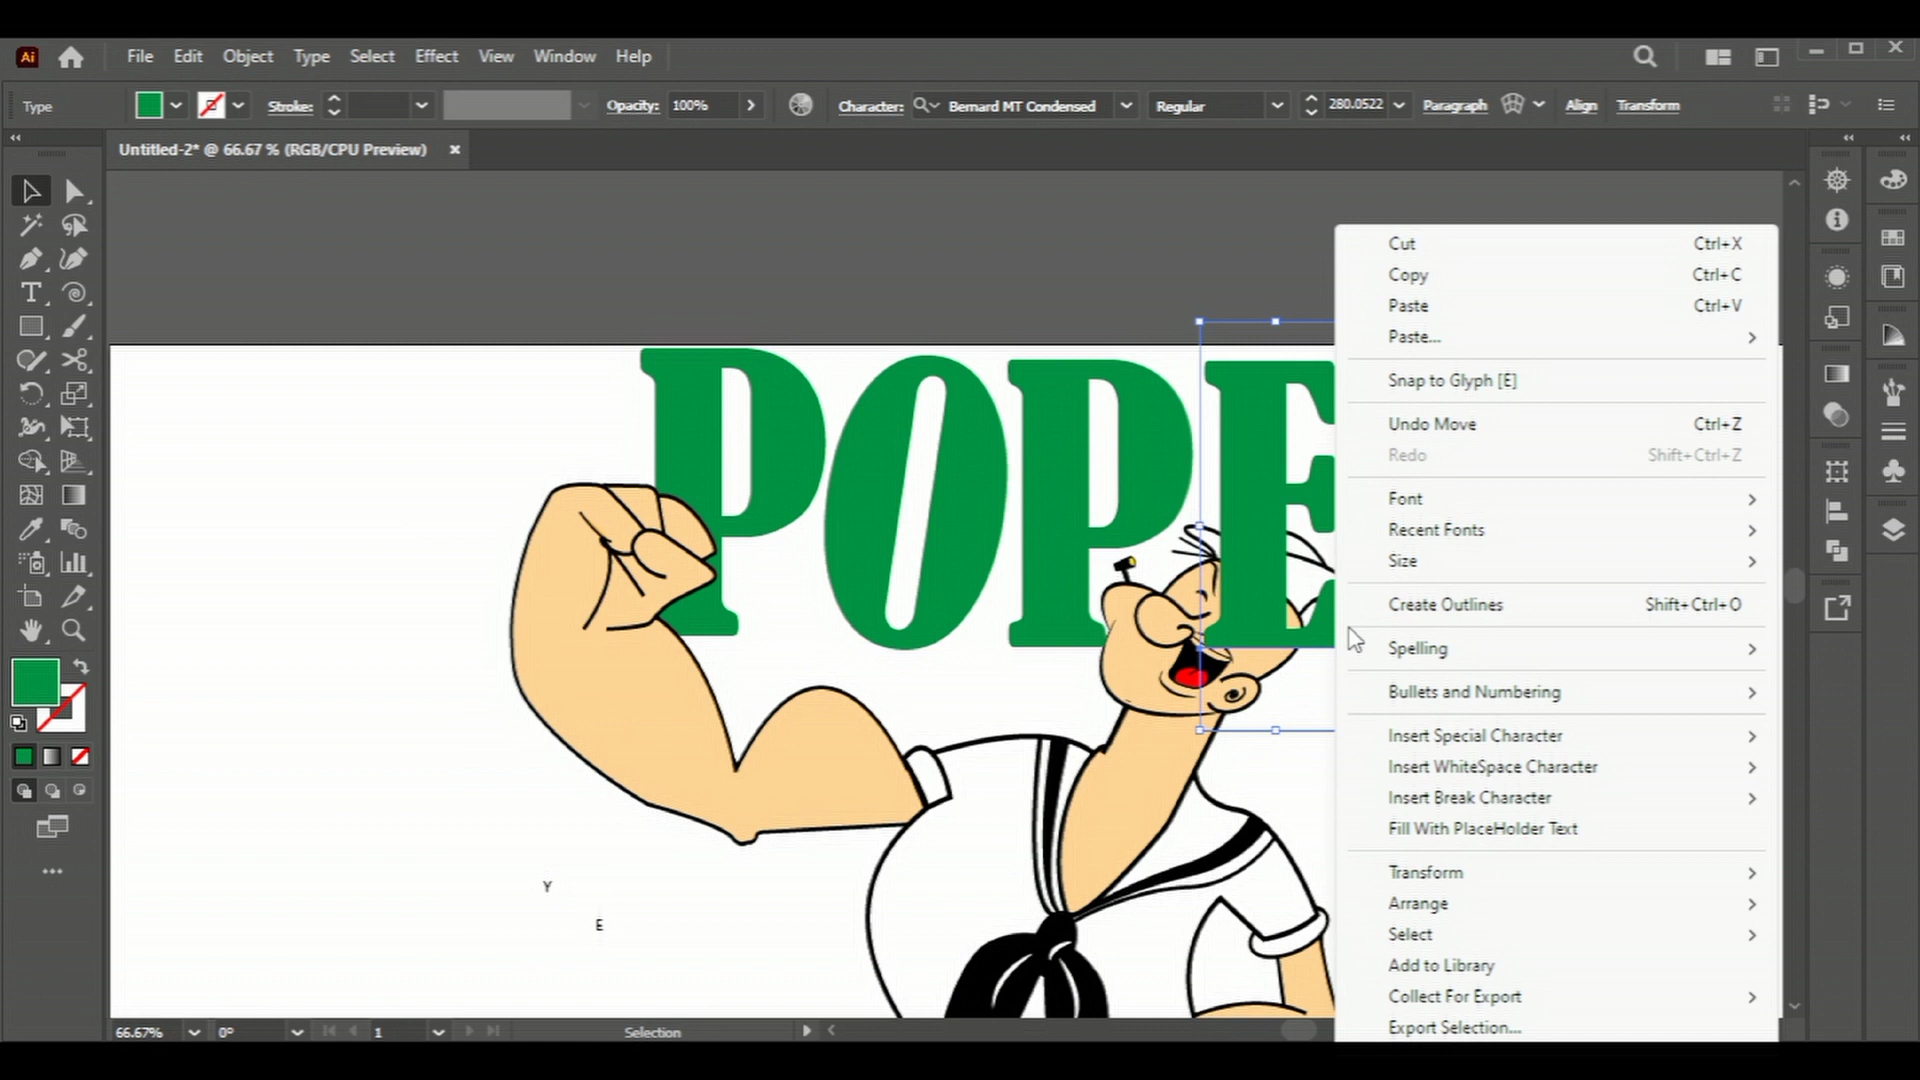 Ai File Edit Object Type Select Effect View Window Help
Type Stroke: Opacity: 100% Character: Bernard MT Condensed Regular 280.0522 Paragraph Align Transform
Untitled-2* @ 66.67 % (RGB/CPU Preview)
POPE
Cut Ctrl+X
Copy Ctrl+C
Paste Ctrl+V
Paste...
Snap to Glyph [E]
Undo Move Ctrl+Z
Redo Shift+Ctrl+Z
Font
Recent Fonts
Size
Create Outlines Shift+Ctrl+O
Spelling
Bullets and Numbering
Insert Special Character
Insert WhiteSpace Character
Insert Break Character
Fill With PlaceHolder Text
Transform
Arrange
Select
Add to Library
Collect For Export
Export Selection...
Y
E
66.67% 0° 1 Selection